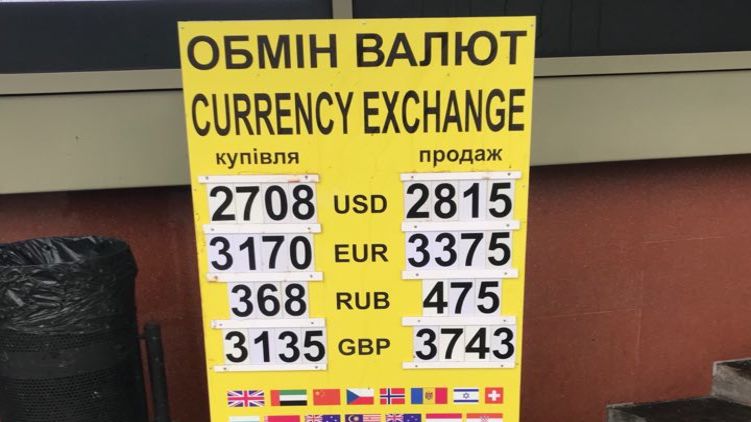 ОБМІН ВАЛЮТ
CURRENCY EXCHANGE
купівля продаж
2708 USD 2815
3170 EUR 3375
368 RUB 475
3135 GBP 3743